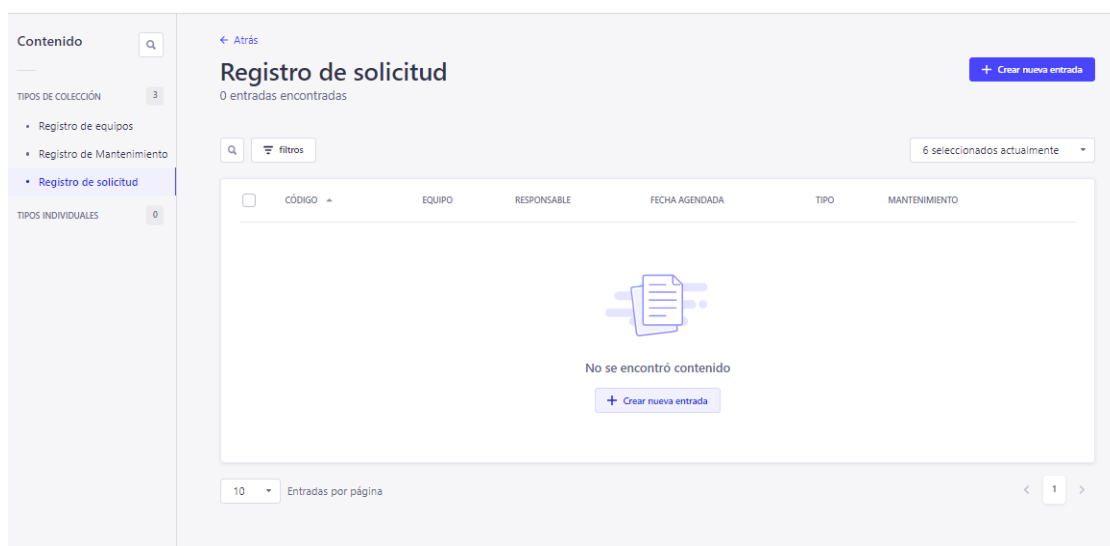 Contenido
TIPOS DE COLECCIÓN 3
• Registro de equipos
• Registro de Mantenimiento
• Registro de solicitud
TIPOS INDIVIDUALES 0
← Atrás
Registro de solicitud
0 entradas encontradas
+ Crear nueva entrada
filtros
6 seleccionados actualmente
CÓDIGO EQUIPO RESPONSABLE FECHA AGENDADA TIPO MANTENIMIENTO
No se encontró contenido
+ Crear nueva entrada
10 Entradas por página
< 1 >